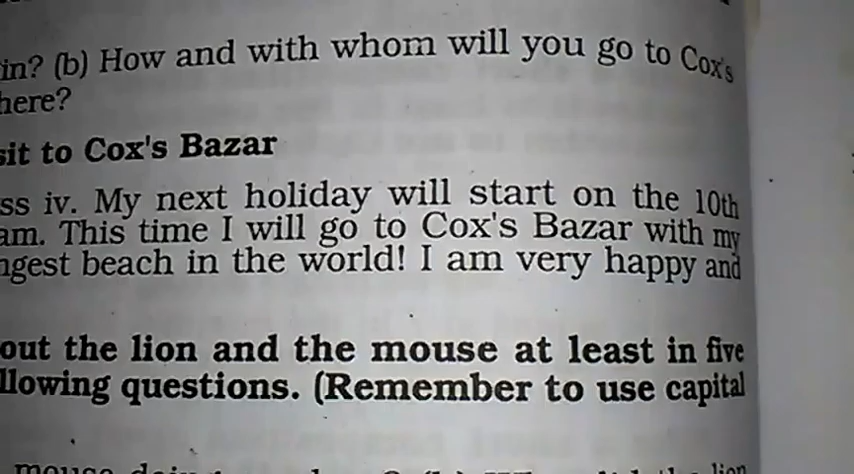 in? (b) How and with whom will you go to Cox's
here?
sit to Cox's Bazar
ss iv. My next holiday will start on the 10th
am. This time I will go to Cox's Bazar with my
ngest beach in the world! I am very happy and
out the lion and the mouse at least in five
llowing questions. (Remember to use capital
mouse lion